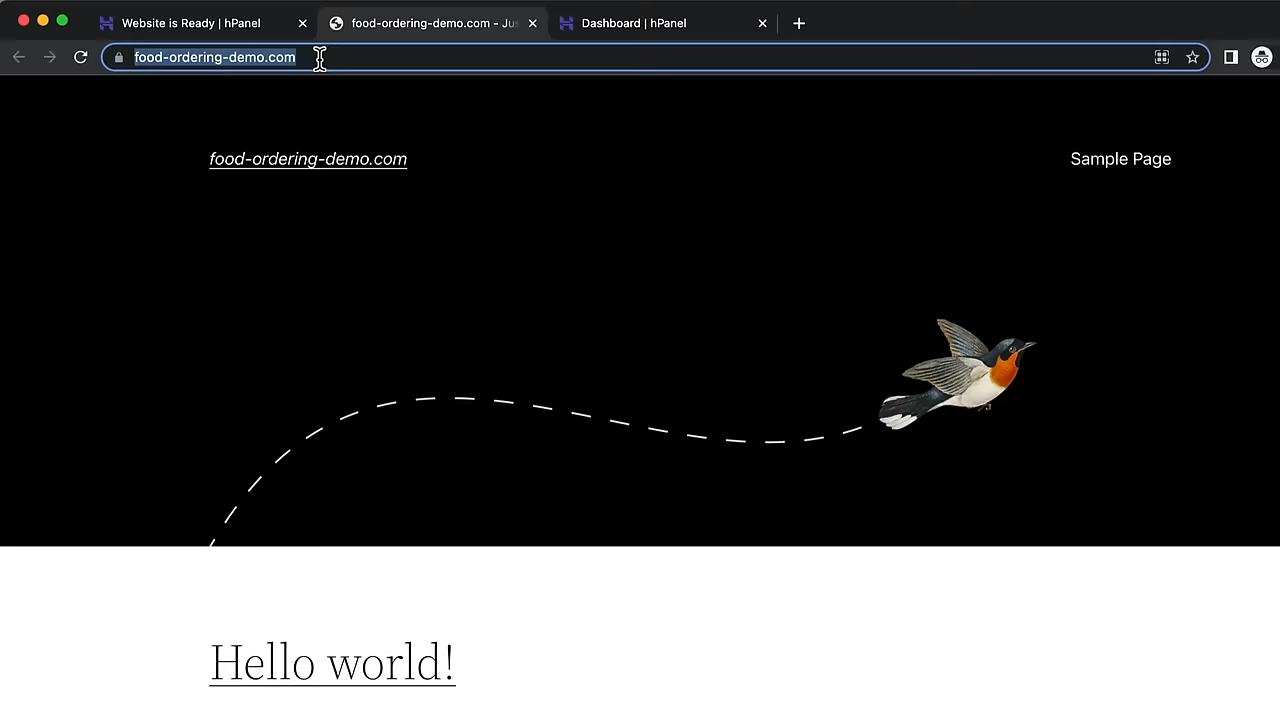 Website is Ready | hPanel
food-ordering-demo.com - Jus
Dashboard | hPanel
food-ordering-demo.com
food-ordering-demo.com
Sample Page
Hello world!